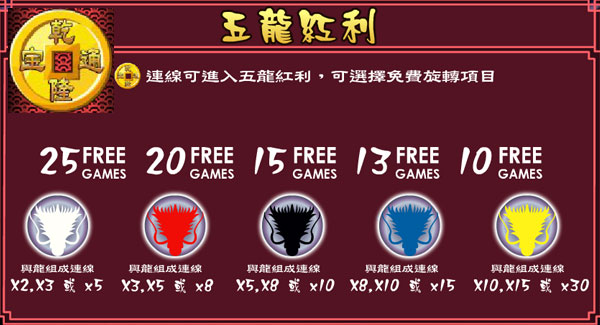 五龍紅利
乾
宝 通
隆
連線可進入五龍紅利，可選擇免費旋轉項目
25 FREE GAMES
20 FREE GAMES
15 FREE GAMES
13 FREE GAMES
10 FREE GAMES
與龍組成連線
X2,X3 或 x5
與龍組成連線
X3,X5 或 x8
與龍組成連線
X5,X8 或 x10
與龍組成連線
X8,X10 或 x15
與龍組成連線
X10,X15 或 x30